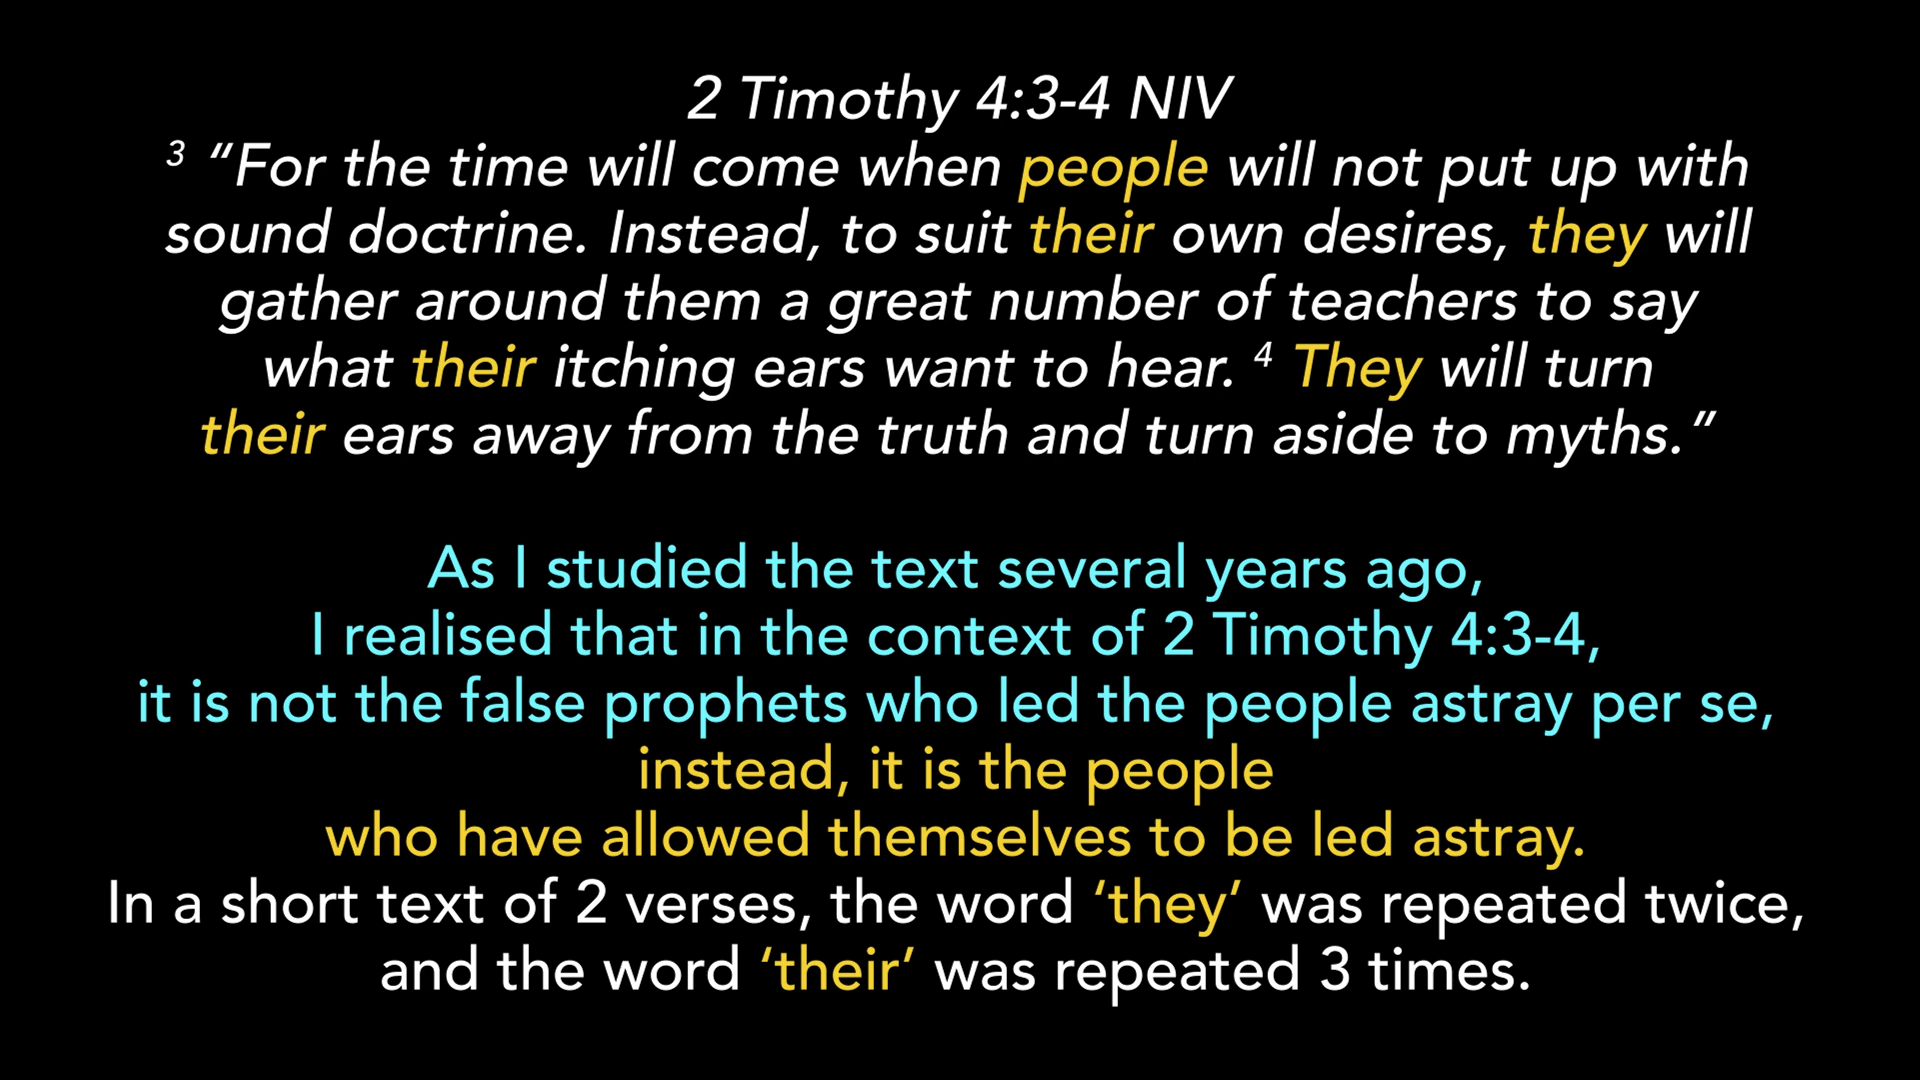 2 Timothy 4:3-4 NIV
³ “For the time will come when people will not put up with
sound doctrine. Instead, to suit their own desires, they will
gather around them a great number of teachers to say
what their itching ears want to hear. ⁴ They will turn
their ears away from the truth and turn aside to myths.”
As I studied the text several years ago,
I realised that in the context of 2 Timothy 4:3-4,
it is not the false prophets who led the people astray per se,
instead, it is the people
who have allowed themselves to be led astray.
In a short text of 2 verses, the word ‘they’ was repeated twice,
and the word ‘their’ was repeated 3 times.